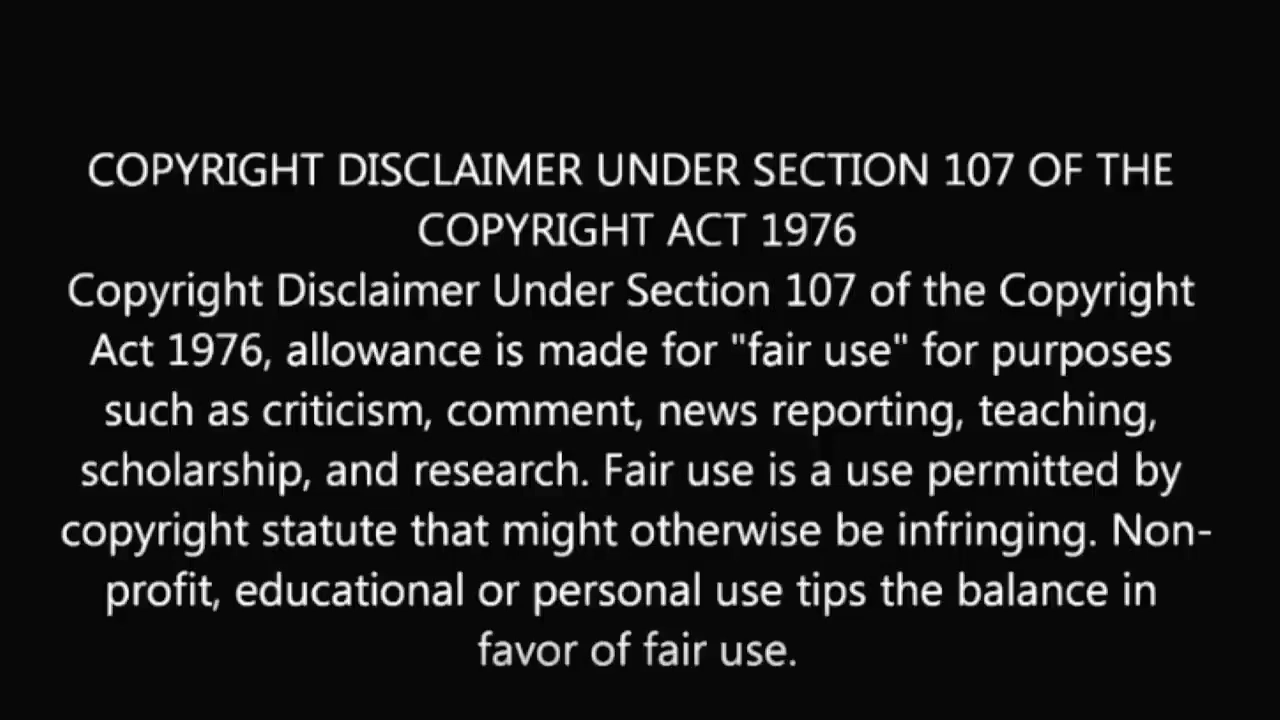 COPYRIGHT DISCLAIMER UNDER SECTION 107 OF THE
COPYRIGHT ACT 1976
Copyright Disclaimer Under Section 107 of the Copyright
Act 1976, allowance is made for "fair use" for purposes
such as criticism, comment, news reporting, teaching,
scholarship, and research. Fair use is a use permitted by
copyright statute that might otherwise be infringing. Non-
profit, educational or personal use tips the balance in
favor of fair use.